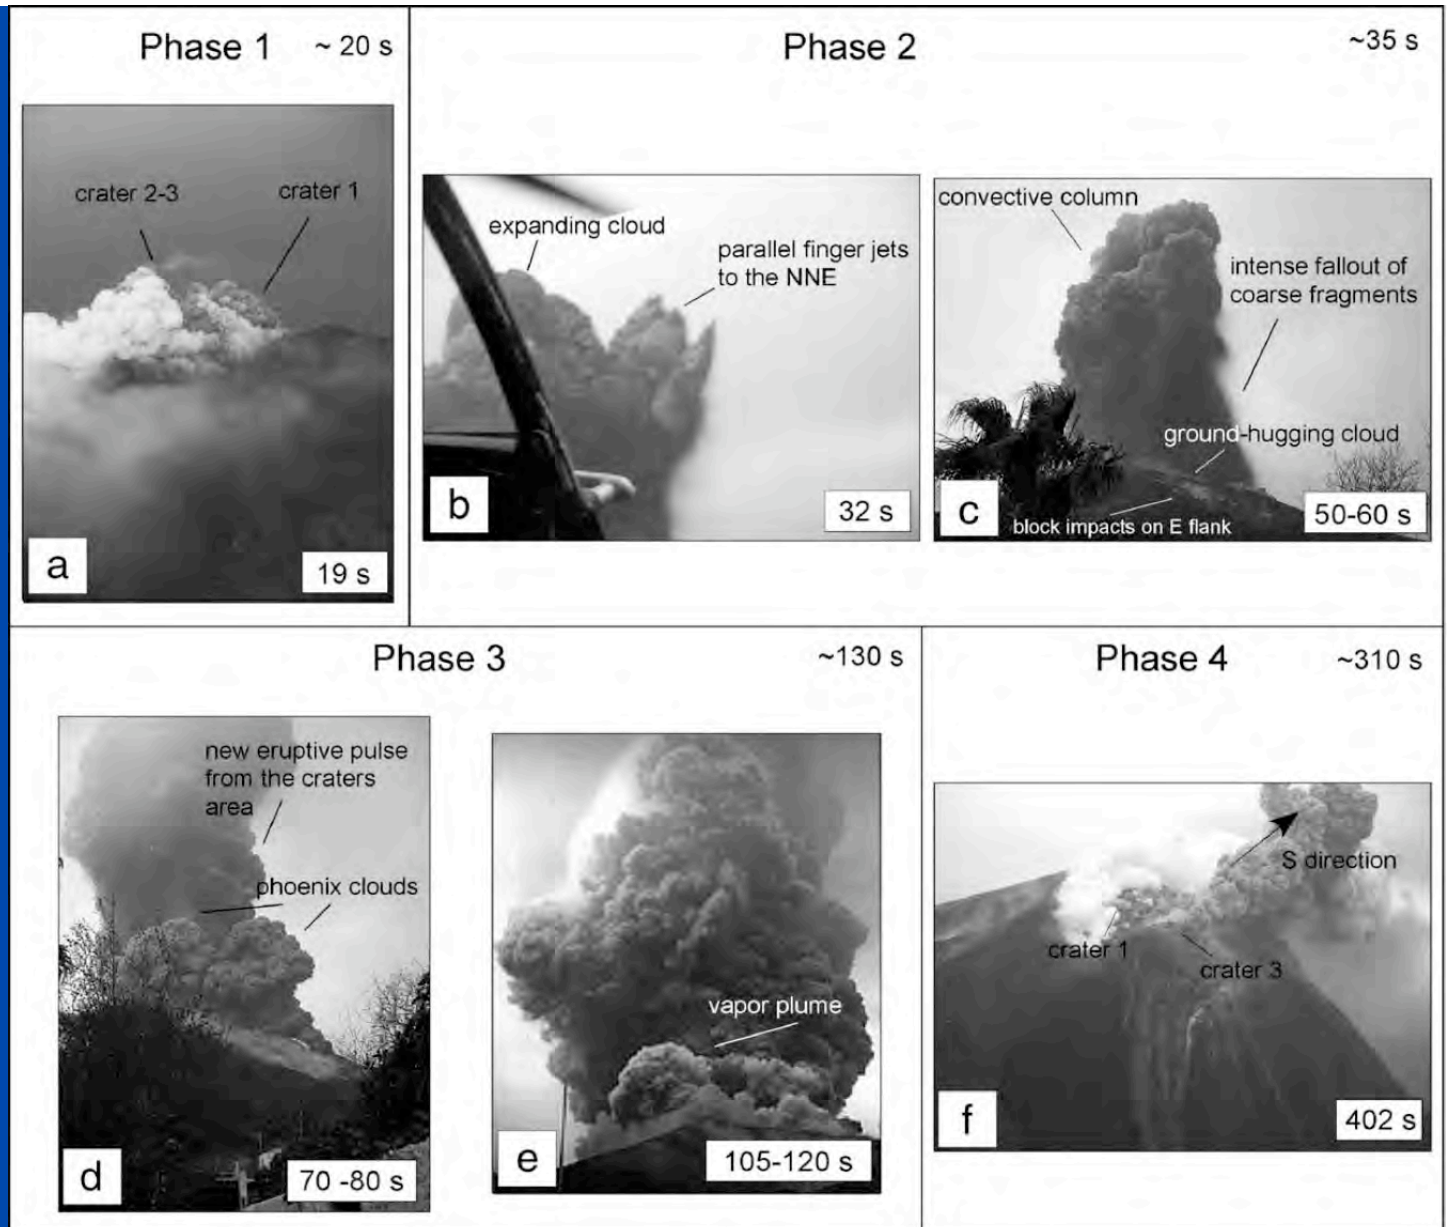 Phase 1
~ 20 s
crater 2-3
crater 1
a
19 s
Phase 2
~35 s
expanding cloud
parallel finger jets
to the NNE
b
32 s
convective column
intense fallout of
coarse fragments
ground-hugging cloud
block impacts on E flank
c
50-60 s
Phase 3
~130 s
new eruptive pulse
from the craters
area
phoenix clouds
d
70 -80 s
vapor plume
e
105-120 s
Phase 4
~310 s
S direction
crater 1
crater 3
f
402 s